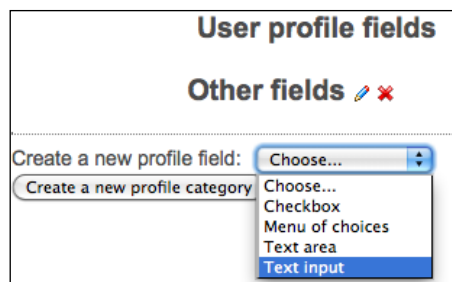 User profile fields
Other fields
Create a new profile field: Choose...
Create a new profile category
Choose...
Checkbox
Menu of choices
Text area
Text input